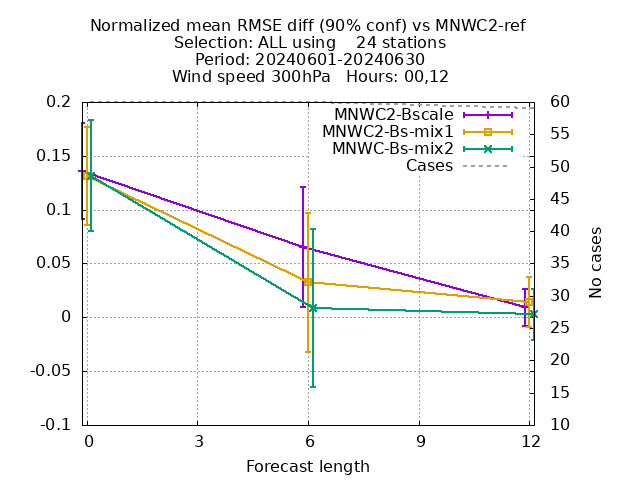 Normalized mean RMSE diff (90% conf) vs MNWC2-ref
Selection: ALL using    24 stations
Period: 20240601-20240630
Wind speed 300hPa   Hours: 00,12
MNWC2-Bscale
MNWC2-Bs-mix1
MNWC-Bs-mix2
Cases
0.2
0.15
0.1
0.05
0
-0.05
-0.1
60
55
50
45
40
35
30
25
20
15
10
No cases
0 3 6 9 12
Forecast length